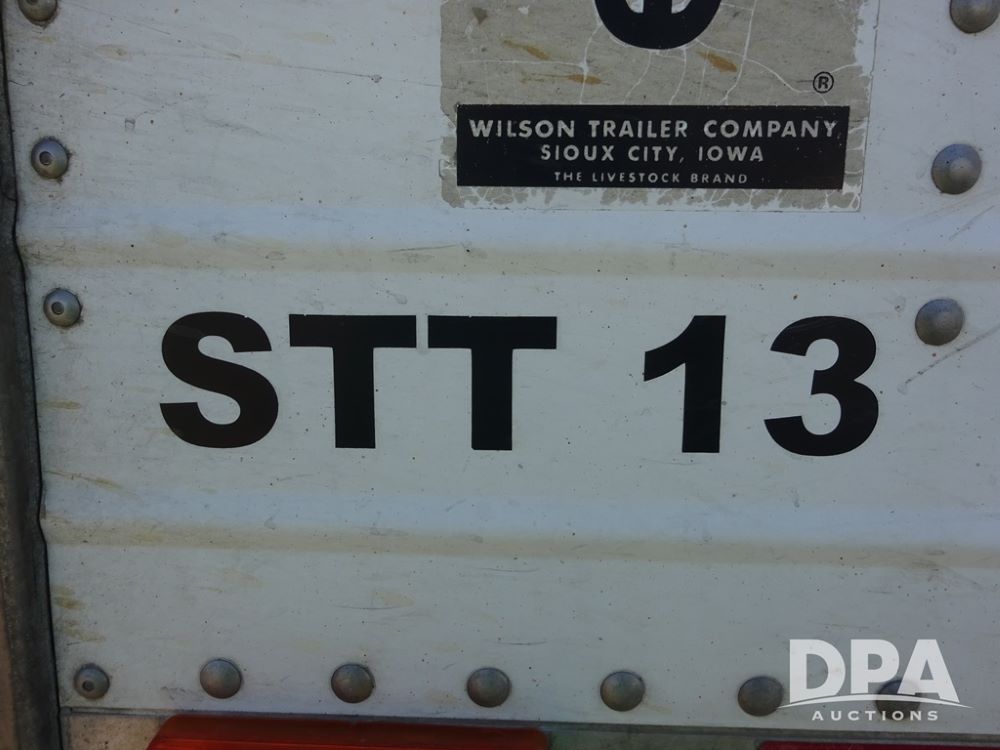 ®
WILSON TRAILER COMPANY
SIOUX CITY, IOWA
THE LIVESTOCK BRAND
STT 13
DPA
AUCTIONS